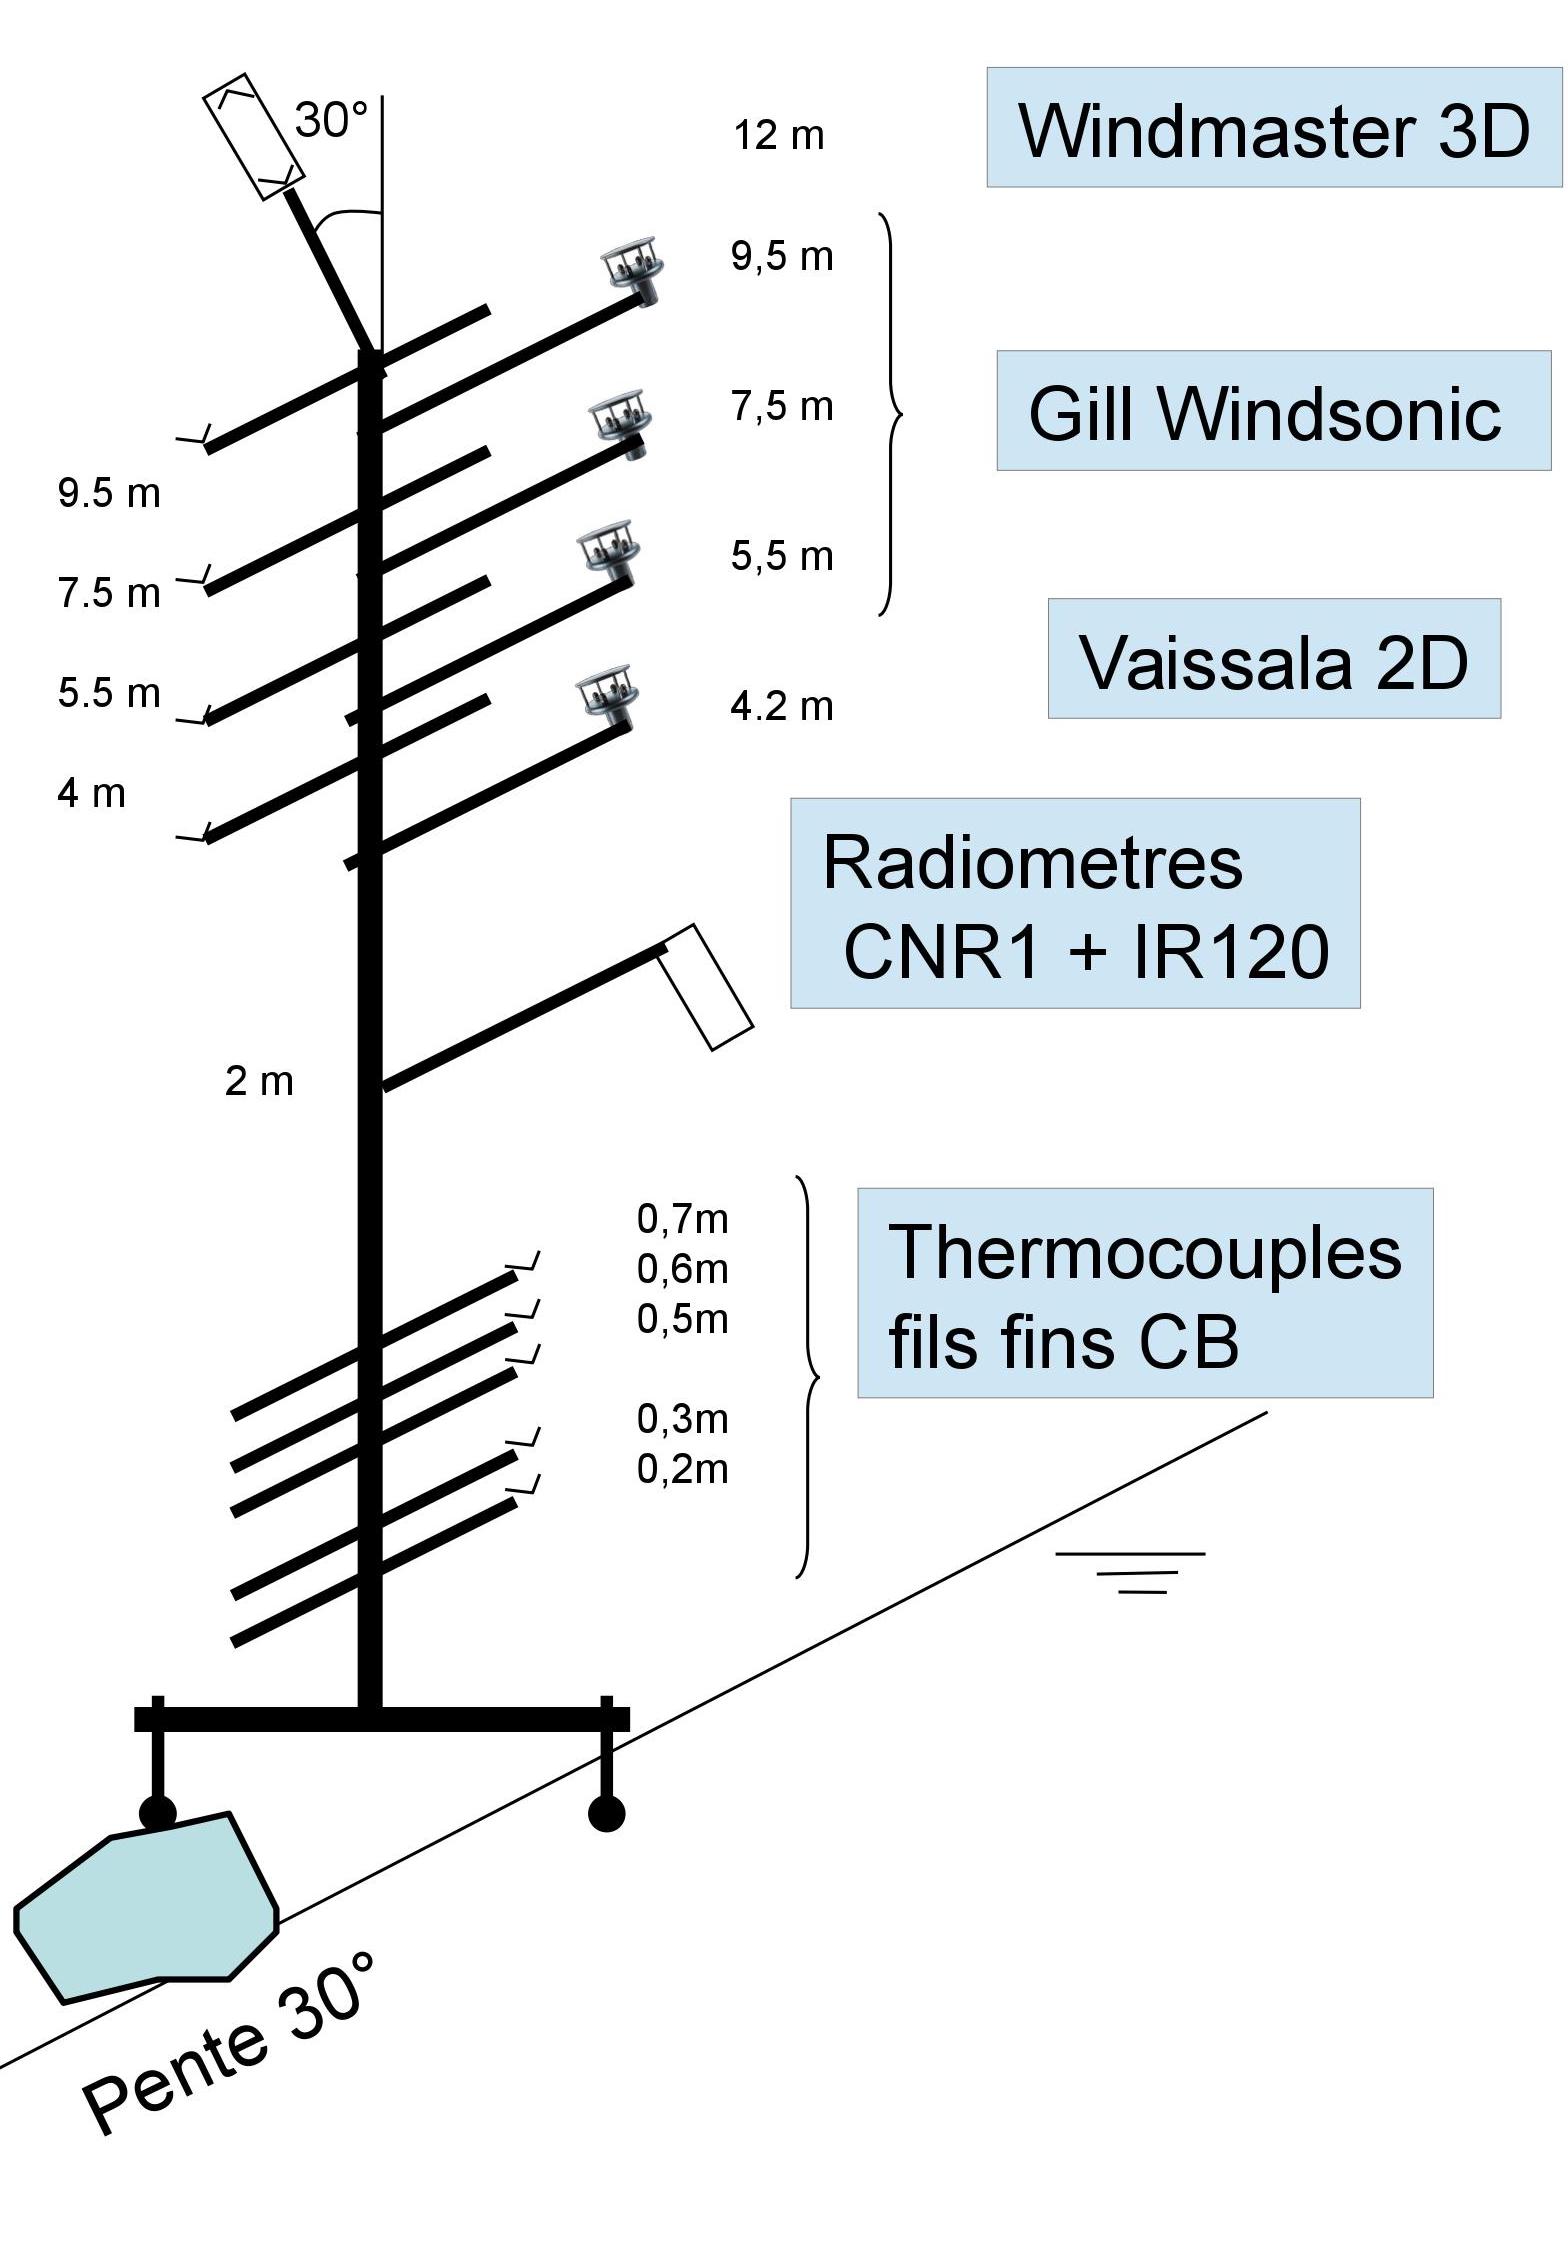 30°
12 m
Windmaster 3D
9,5 m
7,5 m
Gill Windsonic
9.5 m
5,5 m
7.5 m
Vaissala 2D
5.5 m
4.2 m
4 m
Radiometres
CNR1 + IR120
2 m
0,7m
0,6m
0,5m
0,3m
0,2m
Thermocouples
fils fins CB
Pente 30°